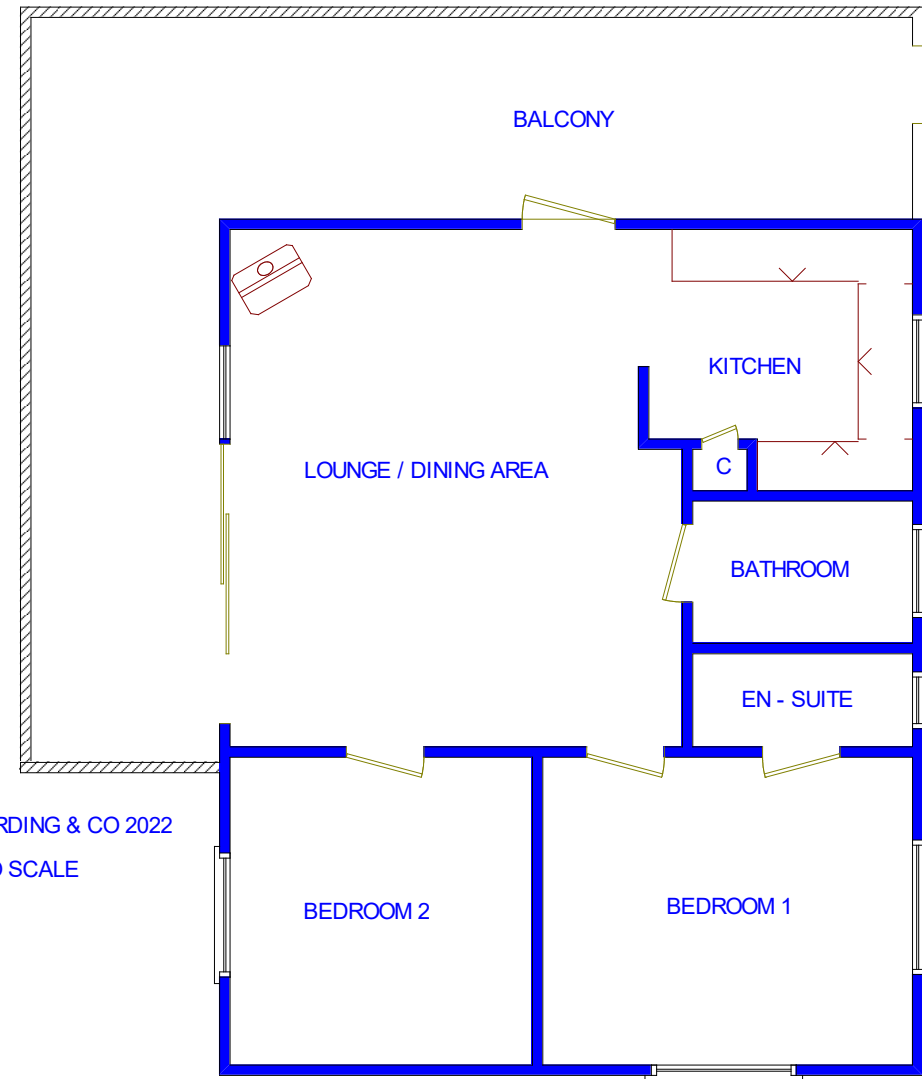 BALCONY
KITCHEN
LOUNGE / DINING AREA
C
BATHROOM
EN - SUITE
RDING & CO 2022
SCALE
BEDROOM 2
BEDROOM 1